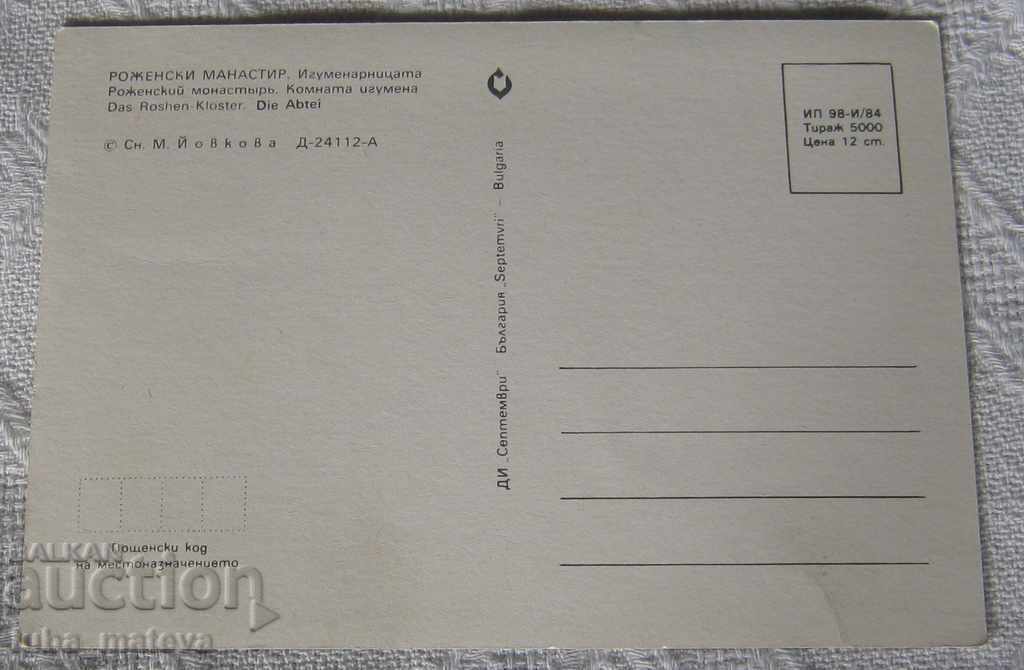 РОЖЕНСКИ МАНАСТИР. Игуменарницата
Роженский монастырь. Комната игумена
Das Roshen-Kloster. Die Abtei
© Сн. М. Йовкова Д-24112-А
ДИ „Септември" България „Septemvri" – Bulgaria
ИП 98-И/84
Тираж 5000
Цена 12 ст.
Пощенски код
на местоназначението
BALKAN
auction
luba_mateva